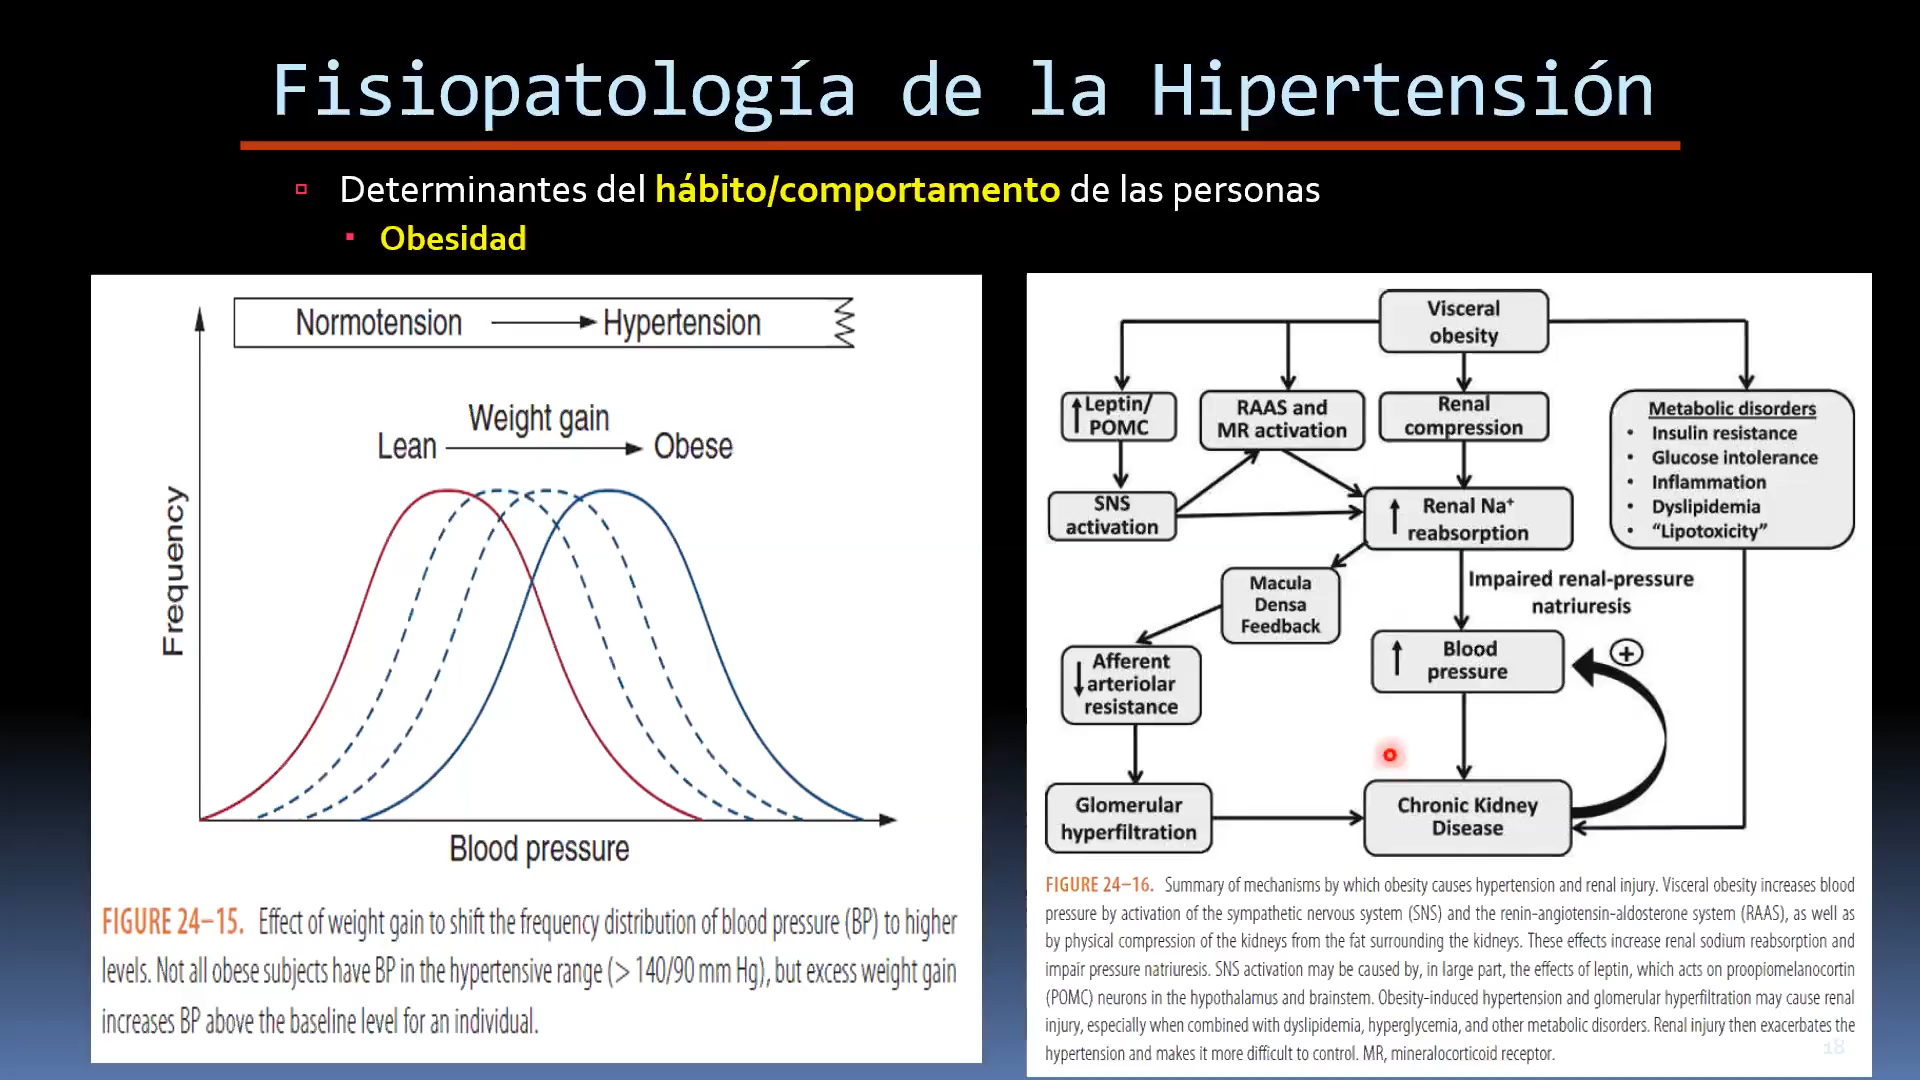 Fisiopatología de la Hipertensión
Determinantes del hábito/comportamiento de las personas
Obesidad
Normotension Hypertension
Weight gain
Lean Obese
Frequency
Blood pressure
FIGURE 24–15. Effect of weight gain to shift the frequency distribution of blood pressure (BP) to higher
levels. Not all obese subjects have BP in the hypertensive range (> 140/90 mm Hg), but excess weight gain
increases BP above the baseline level for an individual.
Visceral
obesity
Leptin/
POMC
RAAS and
MR activation
Renal
compression
Metabolic disorders
• Insulin resistance
• Glucose intolerance
• Inflammation
• Dyslipidemia
• “Lipotoxicity”
SNS
activation
Renal Na⁺
reabsorption
Macula
Densa
Feedback
Impaired renal-pressure
natriuresis
Afferent
arteriolar
resistance
Blood
pressure
+
Glomerular
hyperfiltration
Chronic Kidney
Disease
FIGURE 24–16. Summary of mechanisms by which obesity causes hypertension and renal injury. Visceral obesity increases blood
pressure by activation of the sympathetic nervous system (SNS) and the renin-angiotensin-aldosterone system (RAAS), as well as
by physical compression of the kidneys from the fat surrounding the kidneys. These effects increase renal sodium reabsorption and
impair pressure natriuresis. SNS activation may be caused by, in large part, the effects of leptin, which acts on proopiomelanocortin
(POMC) neurons in the hypothalamus and brainstem. Obesity-induced hypertension and glomerular hyperfiltration may cause renal
injury, especially when combined with dyslipidemia, hyperglycemia, and other metabolic disorders. Renal injury then exacerbates the
hypertension and makes it more difficult to control. MR, mineralocorticoid receptor.
18